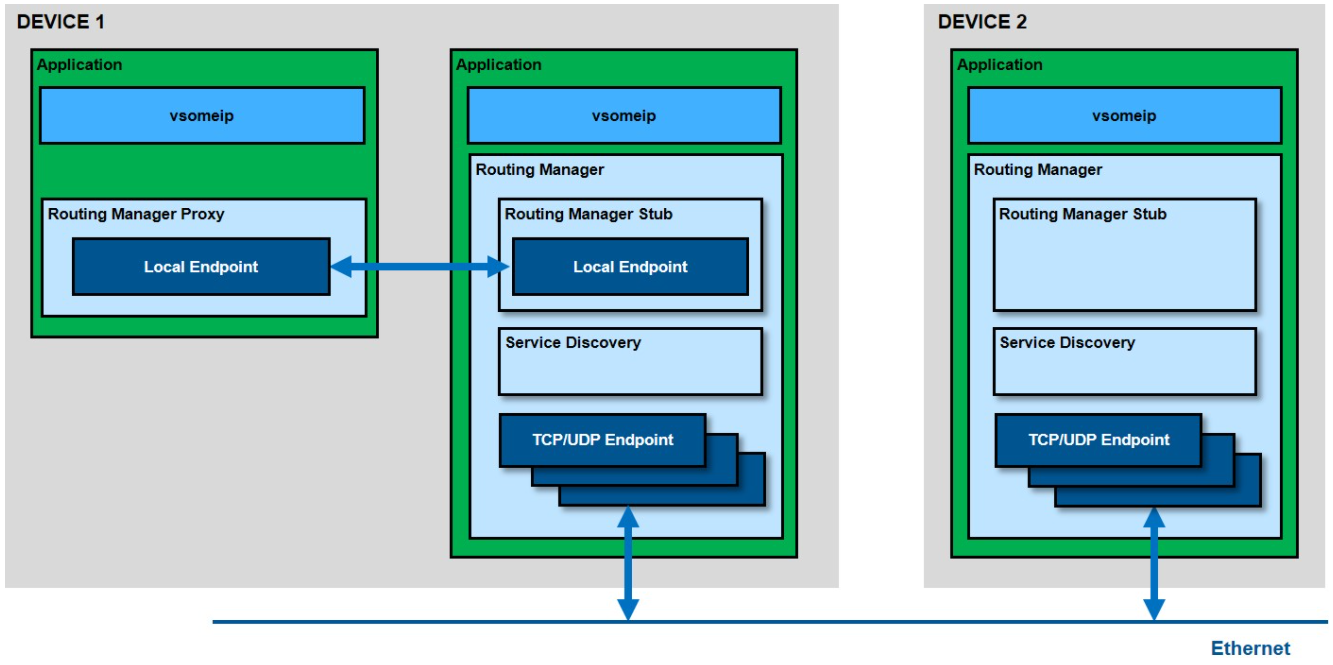 DEVICE 1
Application
vsomeip
Routing Manager Proxy
Local Endpoint
Application
vsomeip
Routing Manager
Routing Manager Stub
Local Endpoint
Service Discovery
TCP/UDP Endpoint
DEVICE 2
Application
vsomeip
Routing Manager
Routing Manager Stub
Service Discovery
TCP/UDP Endpoint
Ethernet